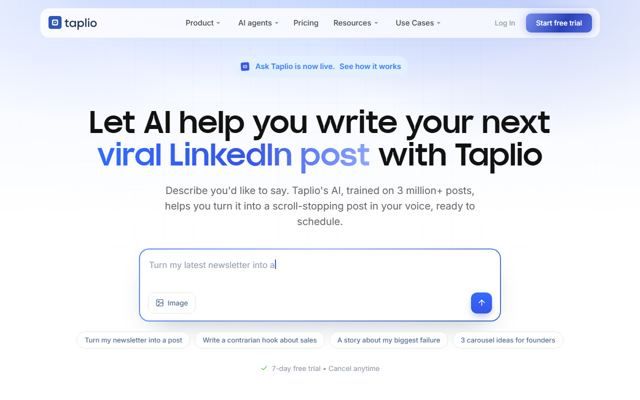 taplio
Product
AI agents
Pricing
Resources
Use Cases
Log In
Start free trial
Ask Taplio is now live. See how it works
Let AI help you write your next
viral LinkedIn post with Taplio
Describe you'd like to say. Taplio's AI, trained on 3 million+ posts,
helps you turn it into a scroll-stopping post in your voice, ready to
schedule.
Turn my latest newsletter into a
Image
Turn my newsletter into a post
Write a contrarian hook about sales
A story about my biggest failure
3 carousel ideas for founders
7-day free trial • Cancel anytime